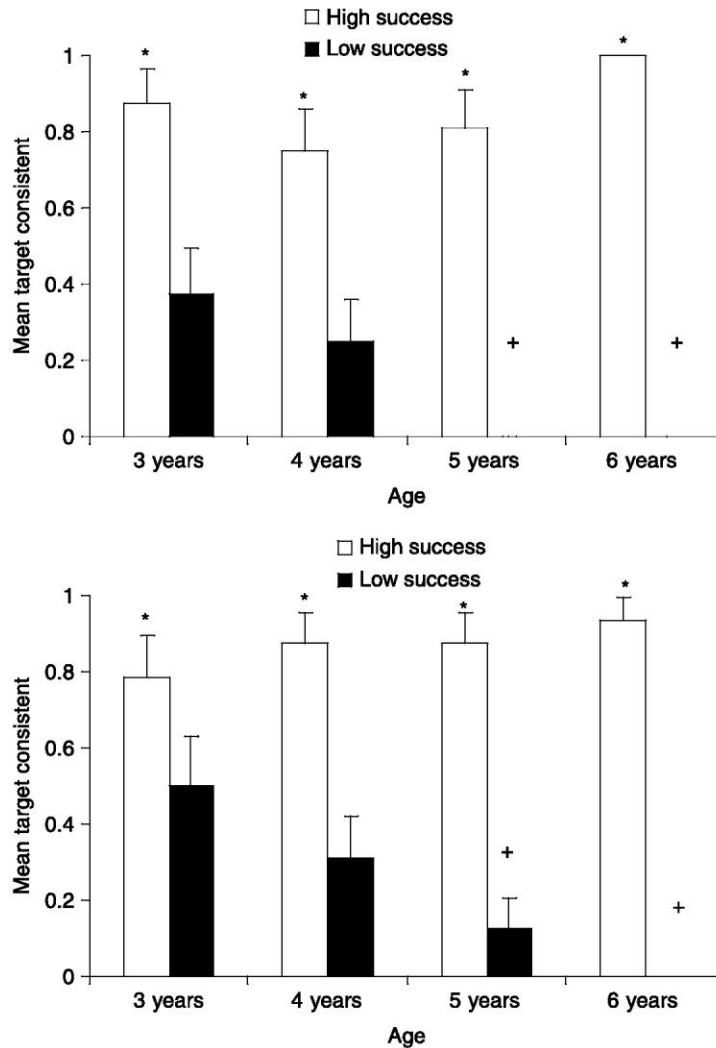 High success
Low success
Mean target consistent
1
0.8
0.6
0.4
0.2
0
*
*
*
*
+
+
3 years
4 years
5 years
6 years
Age
High success
Low success
Mean target consistent
1
0.8
0.6
0.4
0.2
0
*
*
*
*
+
+
3 years
4 years
5 years
6 years
Age